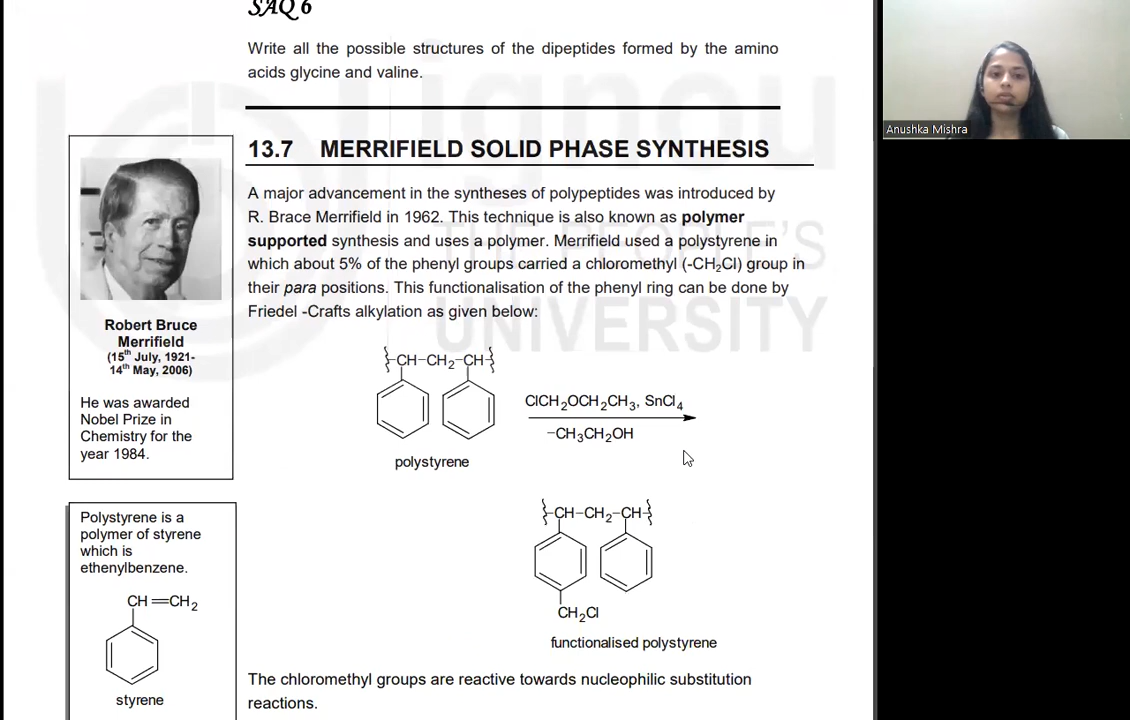 SAQ 6
Write all the possible structures of the dipeptides formed by the amino
acids glycine and valine.
ignou
THE PEOPLE'S
UNIVERSITY
13.7 MERRIFIELD SOLID PHASE SYNTHESIS
A major advancement in the syntheses of polypeptides was introduced by
R. Brace Merrifield in 1962. This technique is also known as polymer
supported synthesis and uses a polymer. Merrifield used a polystyrene in
which about 5% of the phenyl groups carried a chloromethyl (-CH₂Cl) group in
their para positions. This functionalisation of the phenyl ring can be done by
Friedel -Crafts alkylation as given below:
Robert Bruce
Merrifield
(15th July, 1921-
14th May, 2006)
He was awarded
Nobel Prize in
Chemistry for the
year 1984.
CH-CH₂-CH
ClCH₂OCH₂CH₃, SnCl₄
−CH₃CH₂OH
polystyrene
CH-CH₂-CH
CH₂Cl
functionalised polystyrene
Polystyrene is a
polymer of styrene
which is
ethenylbenzene.
CH=CH₂
styrene
The chloromethyl groups are reactive towards nucleophilic substitution
reactions.
Anushka Mishra